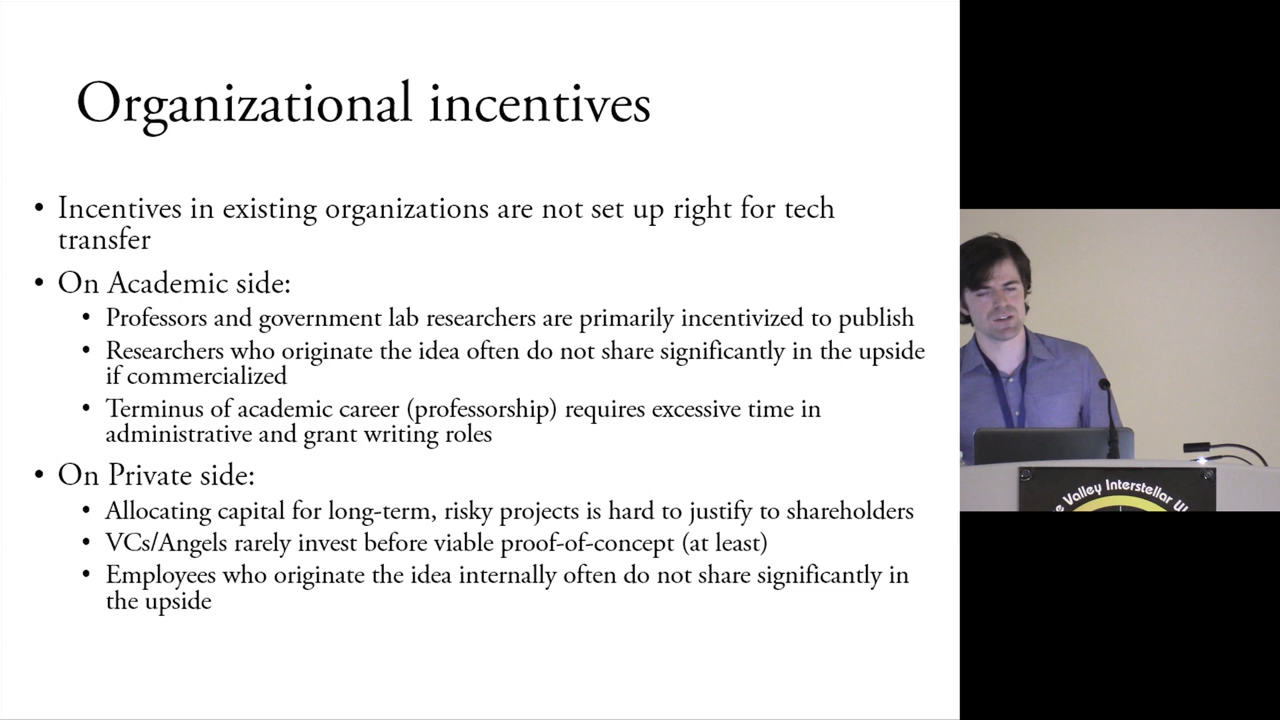 Organizational incentives
• Incentives in existing organizations are not set up right for tech
transfer
• On Academic side:
• Professors and government lab researchers are primarily incentivized to publish
• Researchers who originate the idea often do not share significantly in the upside
if commercialized
• Terminus of academic career (professorship) requires excessive time in
administrative and grant writing roles
• On Private side:
• Allocating capital for long-term, risky projects is hard to justify to shareholders
• VCs/Angels rarely invest before viable proof-of-concept (at least)
• Employees who originate the idea internally often do not share significantly in
the upside
Valley Interstellar